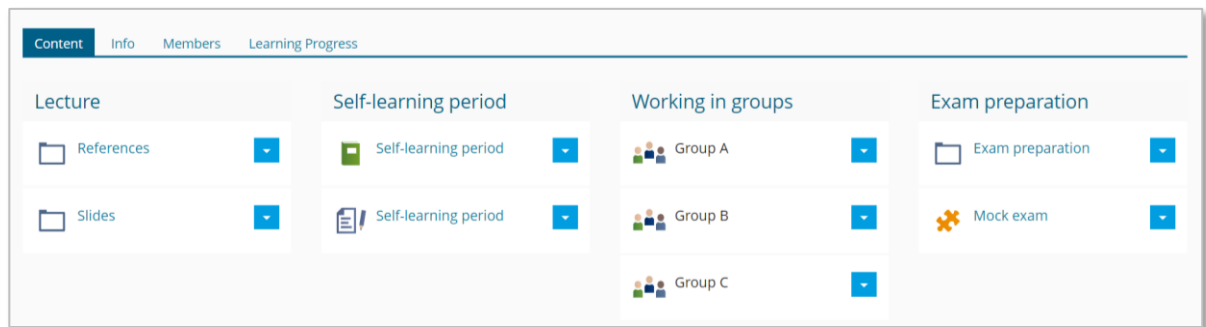 Content Info Members Learning Progress
Lecture
References
Slides
Self-learning period
Self-learning period
Self-learning period
Working in groups
Group A
Group B
Group C
Exam preparation
Exam preparation
Mock exam